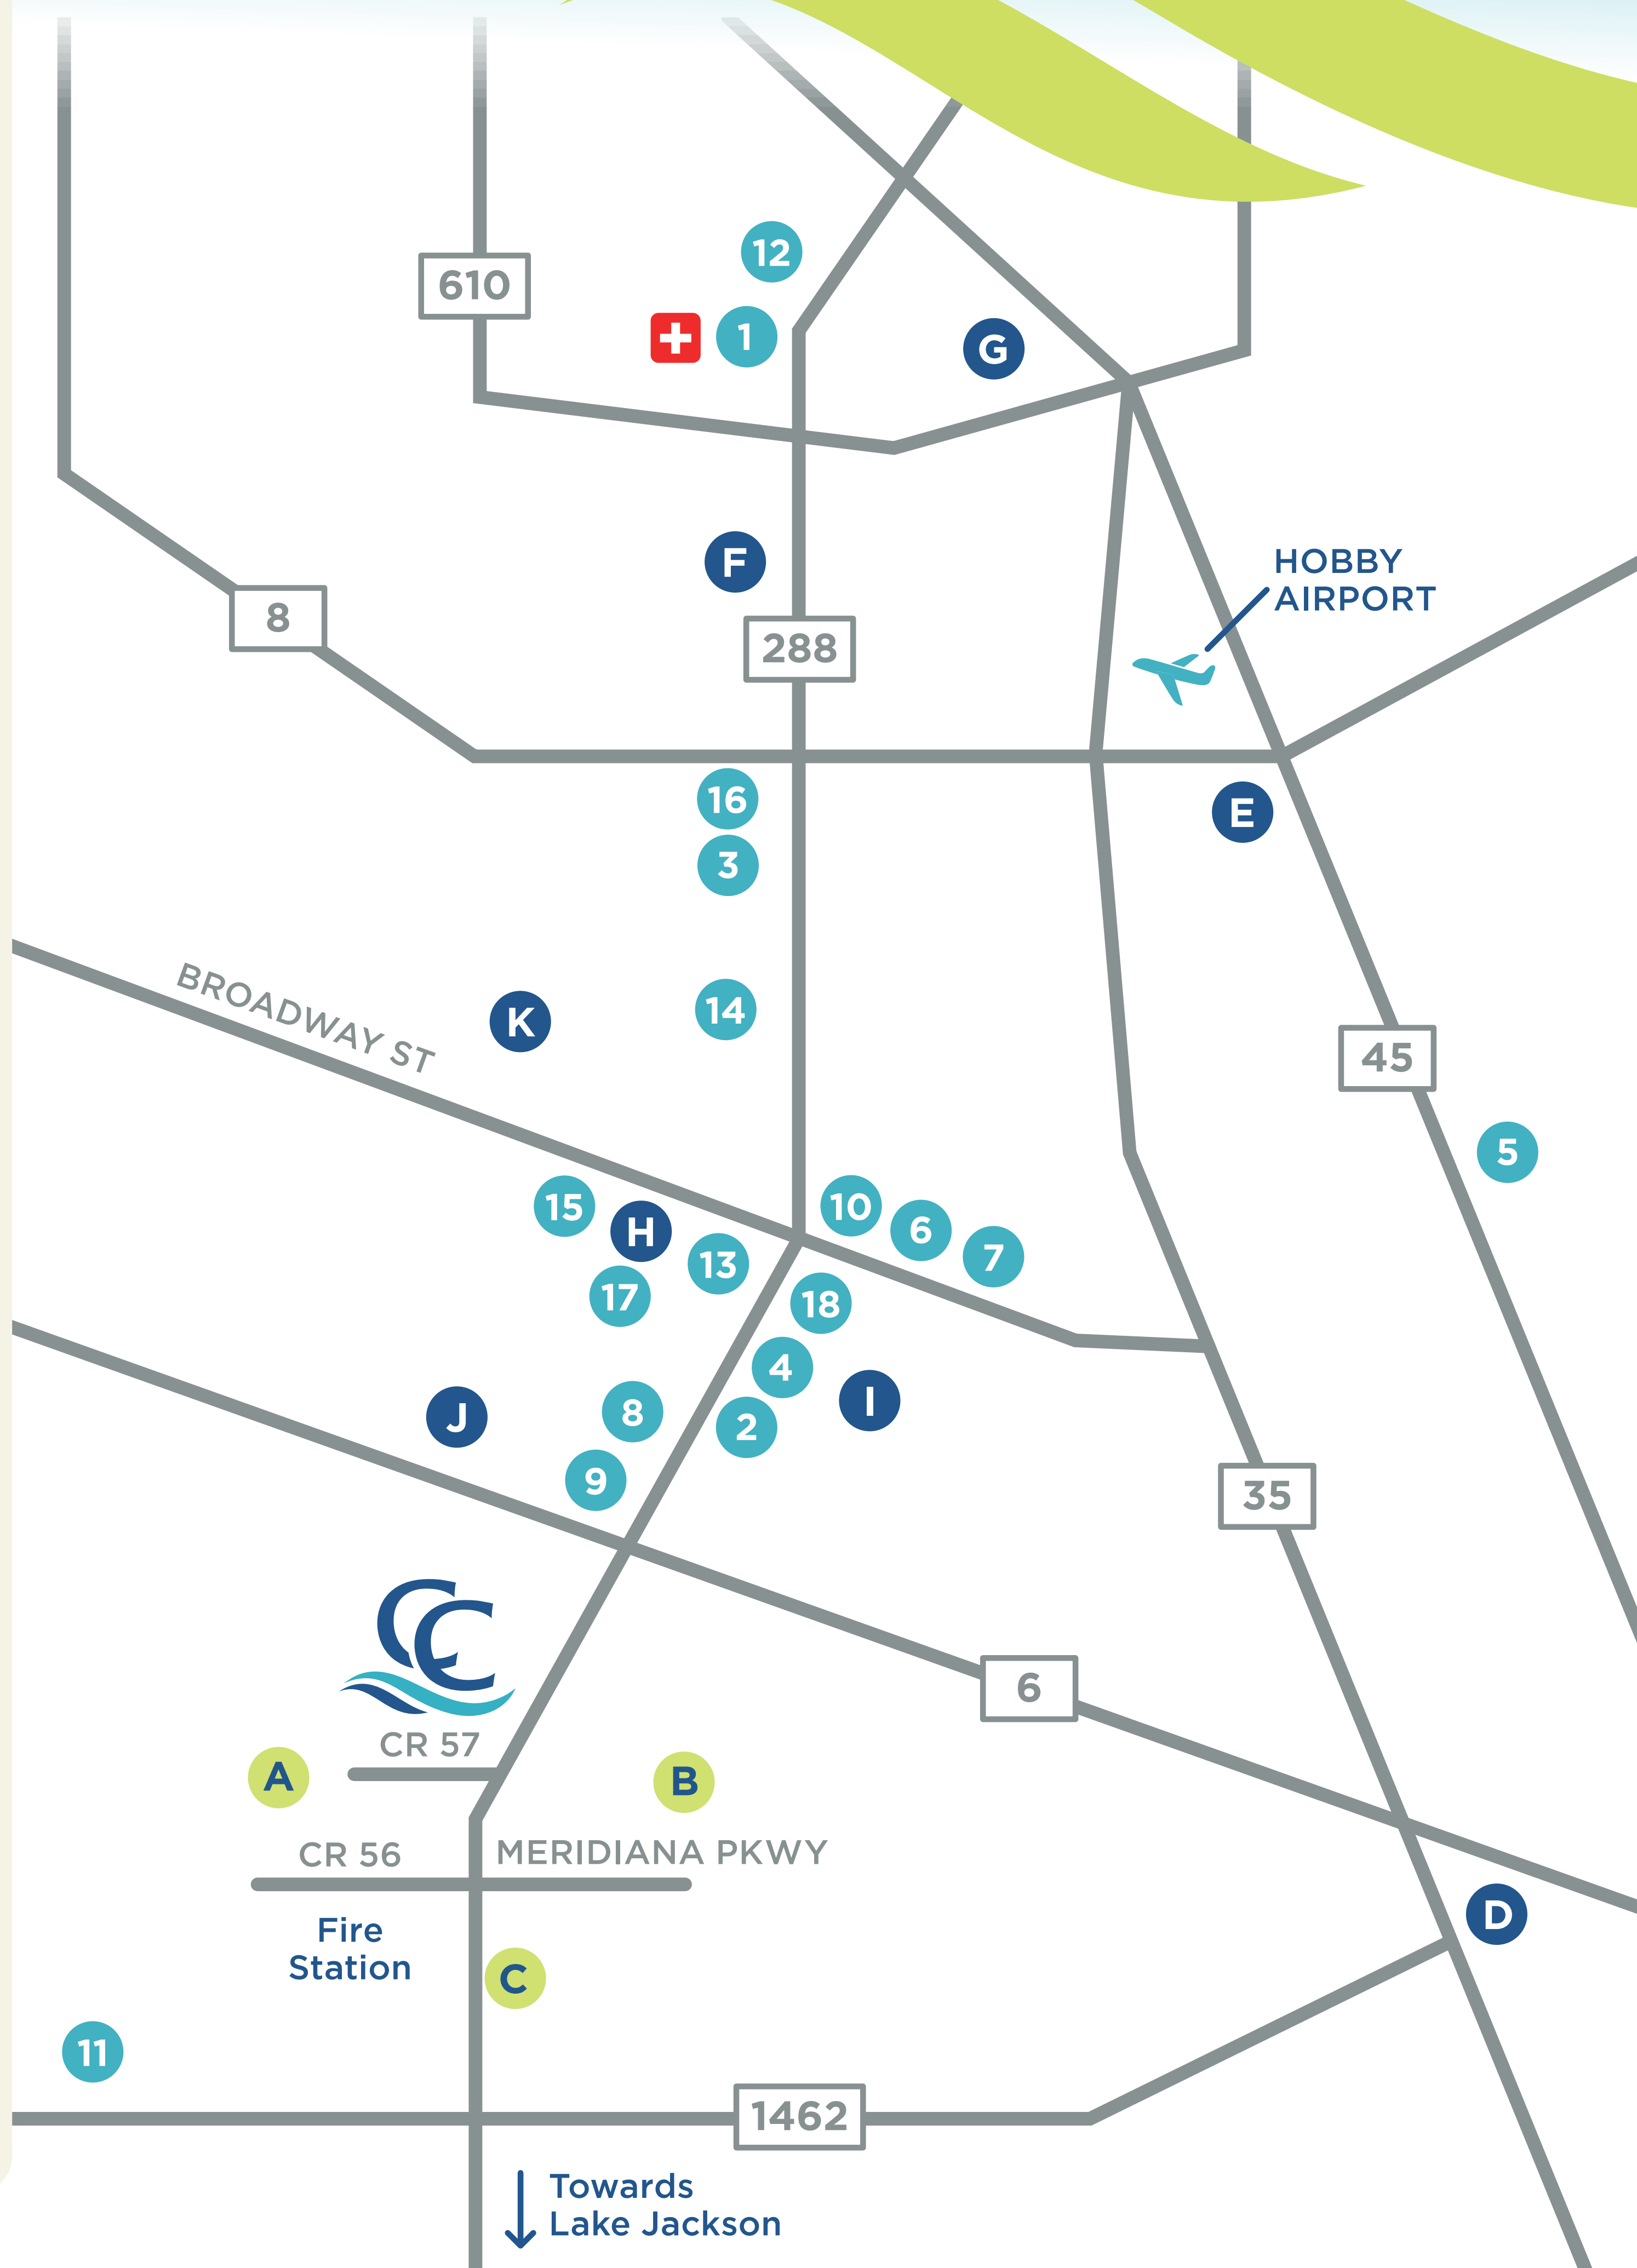 12
610
1
G
F
HOBBY
AIRPORT
8
288
16
E
3
BROADWAY ST
K
14
45
5
15
H
10
6
7
13
17
18
4
I
J
8
2
9
35
CC
6
CR 57
A
B
CR 56
MERIDIANA PKWY
Fire
Station
D
C
11
1462
Towards
Lake Jackson